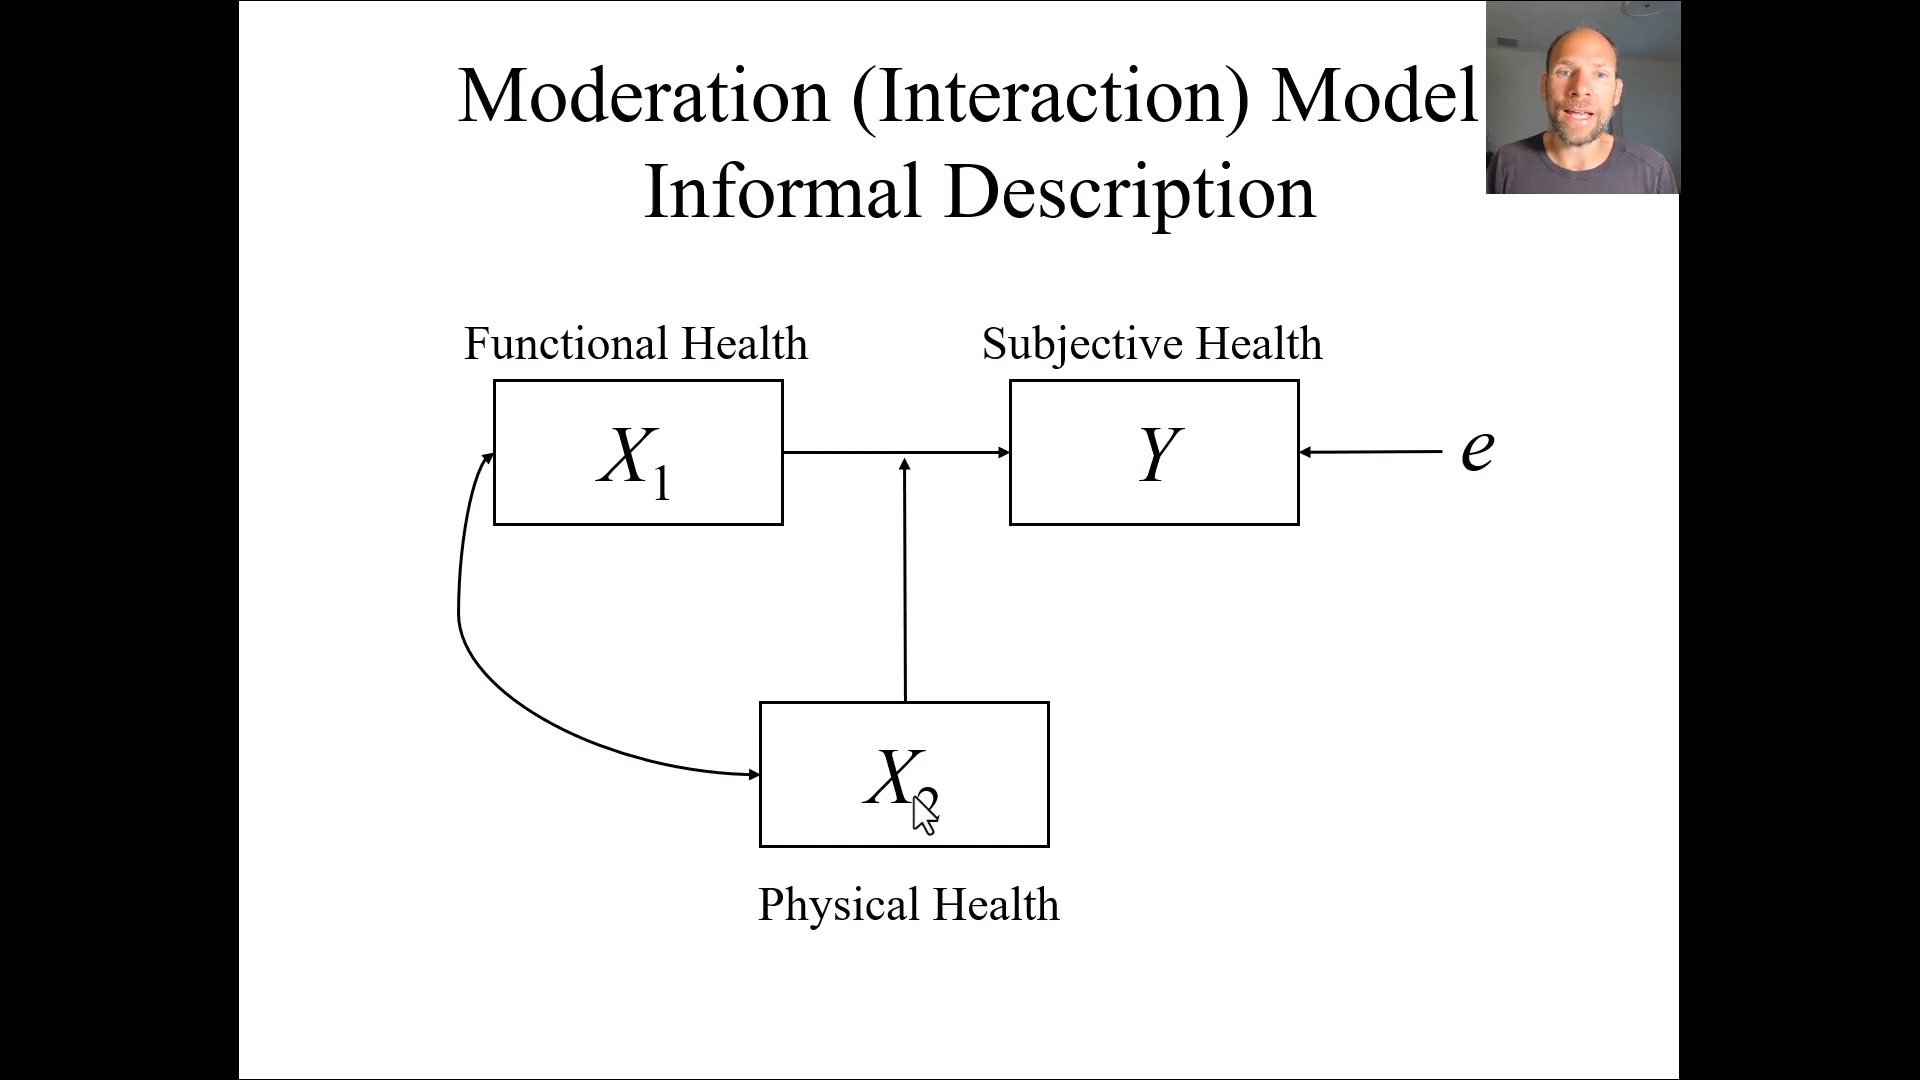 Moderation (Interaction) Model
Informal Description
Functional Health
Subjective Health
X1
Y
e
X2
Physical Health